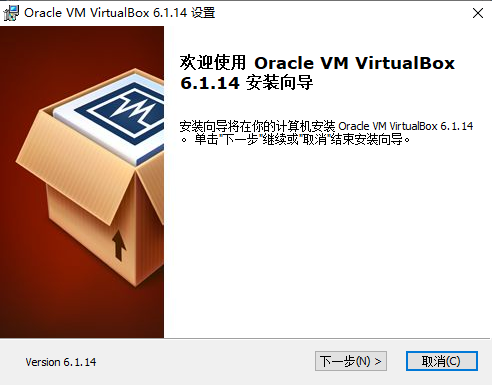 Oracle VM VirtualBox 6.1.14 设置
欢迎使用 Oracle VM VirtualBox
6.1.14 安装向导
安装向导将在你的计算机安装 Oracle VM VirtualBox 6.1.14
。 单击"下一步"继续或"取消"结束安装向导。
VM
Version 6.1.14
下一步(N) >
取消(C)